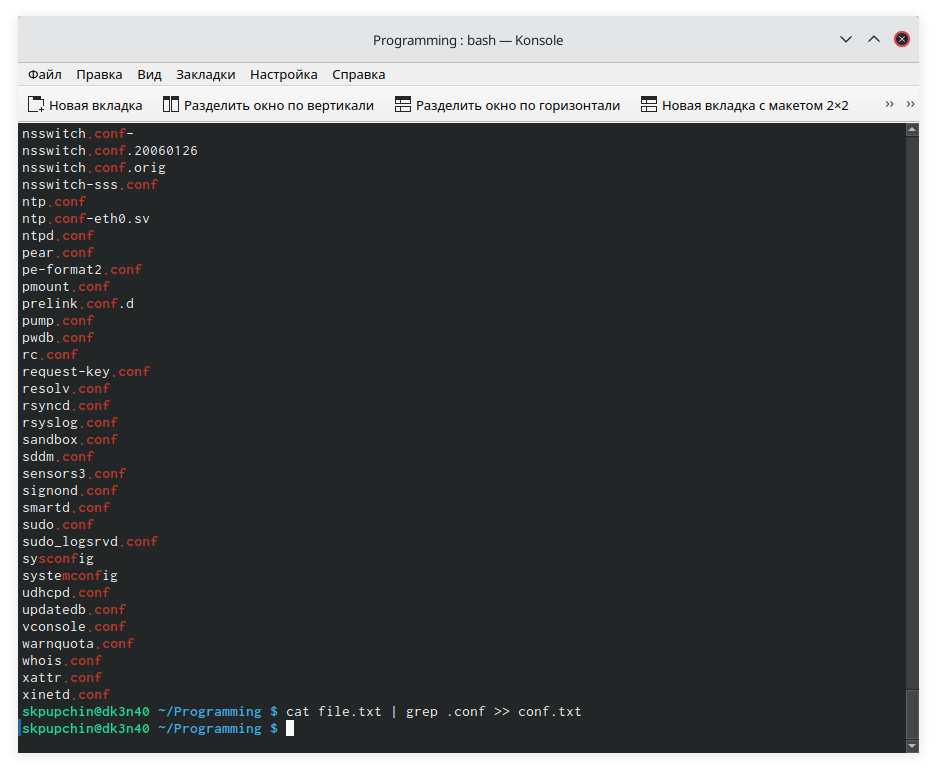 Programming : bash — Konsole
Файл Правка Вид Закладки Настройка Справка
Новая вкладка Разделить окно по вертикали Разделить окно по горизонтали Новая вкладка с макетом 2×2
nsswitch.conf-
nsswitch.conf.20060126
nsswitch.conf.orig
nsswitch-sss.conf
ntp.conf
ntp.conf-eth0.sv
ntpd.conf
pear.conf
pe-format2.conf
pmount.conf
prelink.conf.d
pump.conf
pwdb.conf
rc.conf
request-key.conf
resolv.conf
rsyncd.conf
rsyslog.conf
sandbox.conf
sddm.conf
sensors3.conf
signond.conf
smartd.conf
sudo.conf
sudo_logsrvd.conf
sysconfig
systemconfig
udhcpd.conf
updatedb.conf
vconsole.conf
warnquota.conf
whois.conf
xattr.conf
xinetd.conf
skpupchin@dk3n40 ~/Programming $ cat file.txt | grep .conf >> conf.txt
skpupchin@dk3n40 ~/Programming $